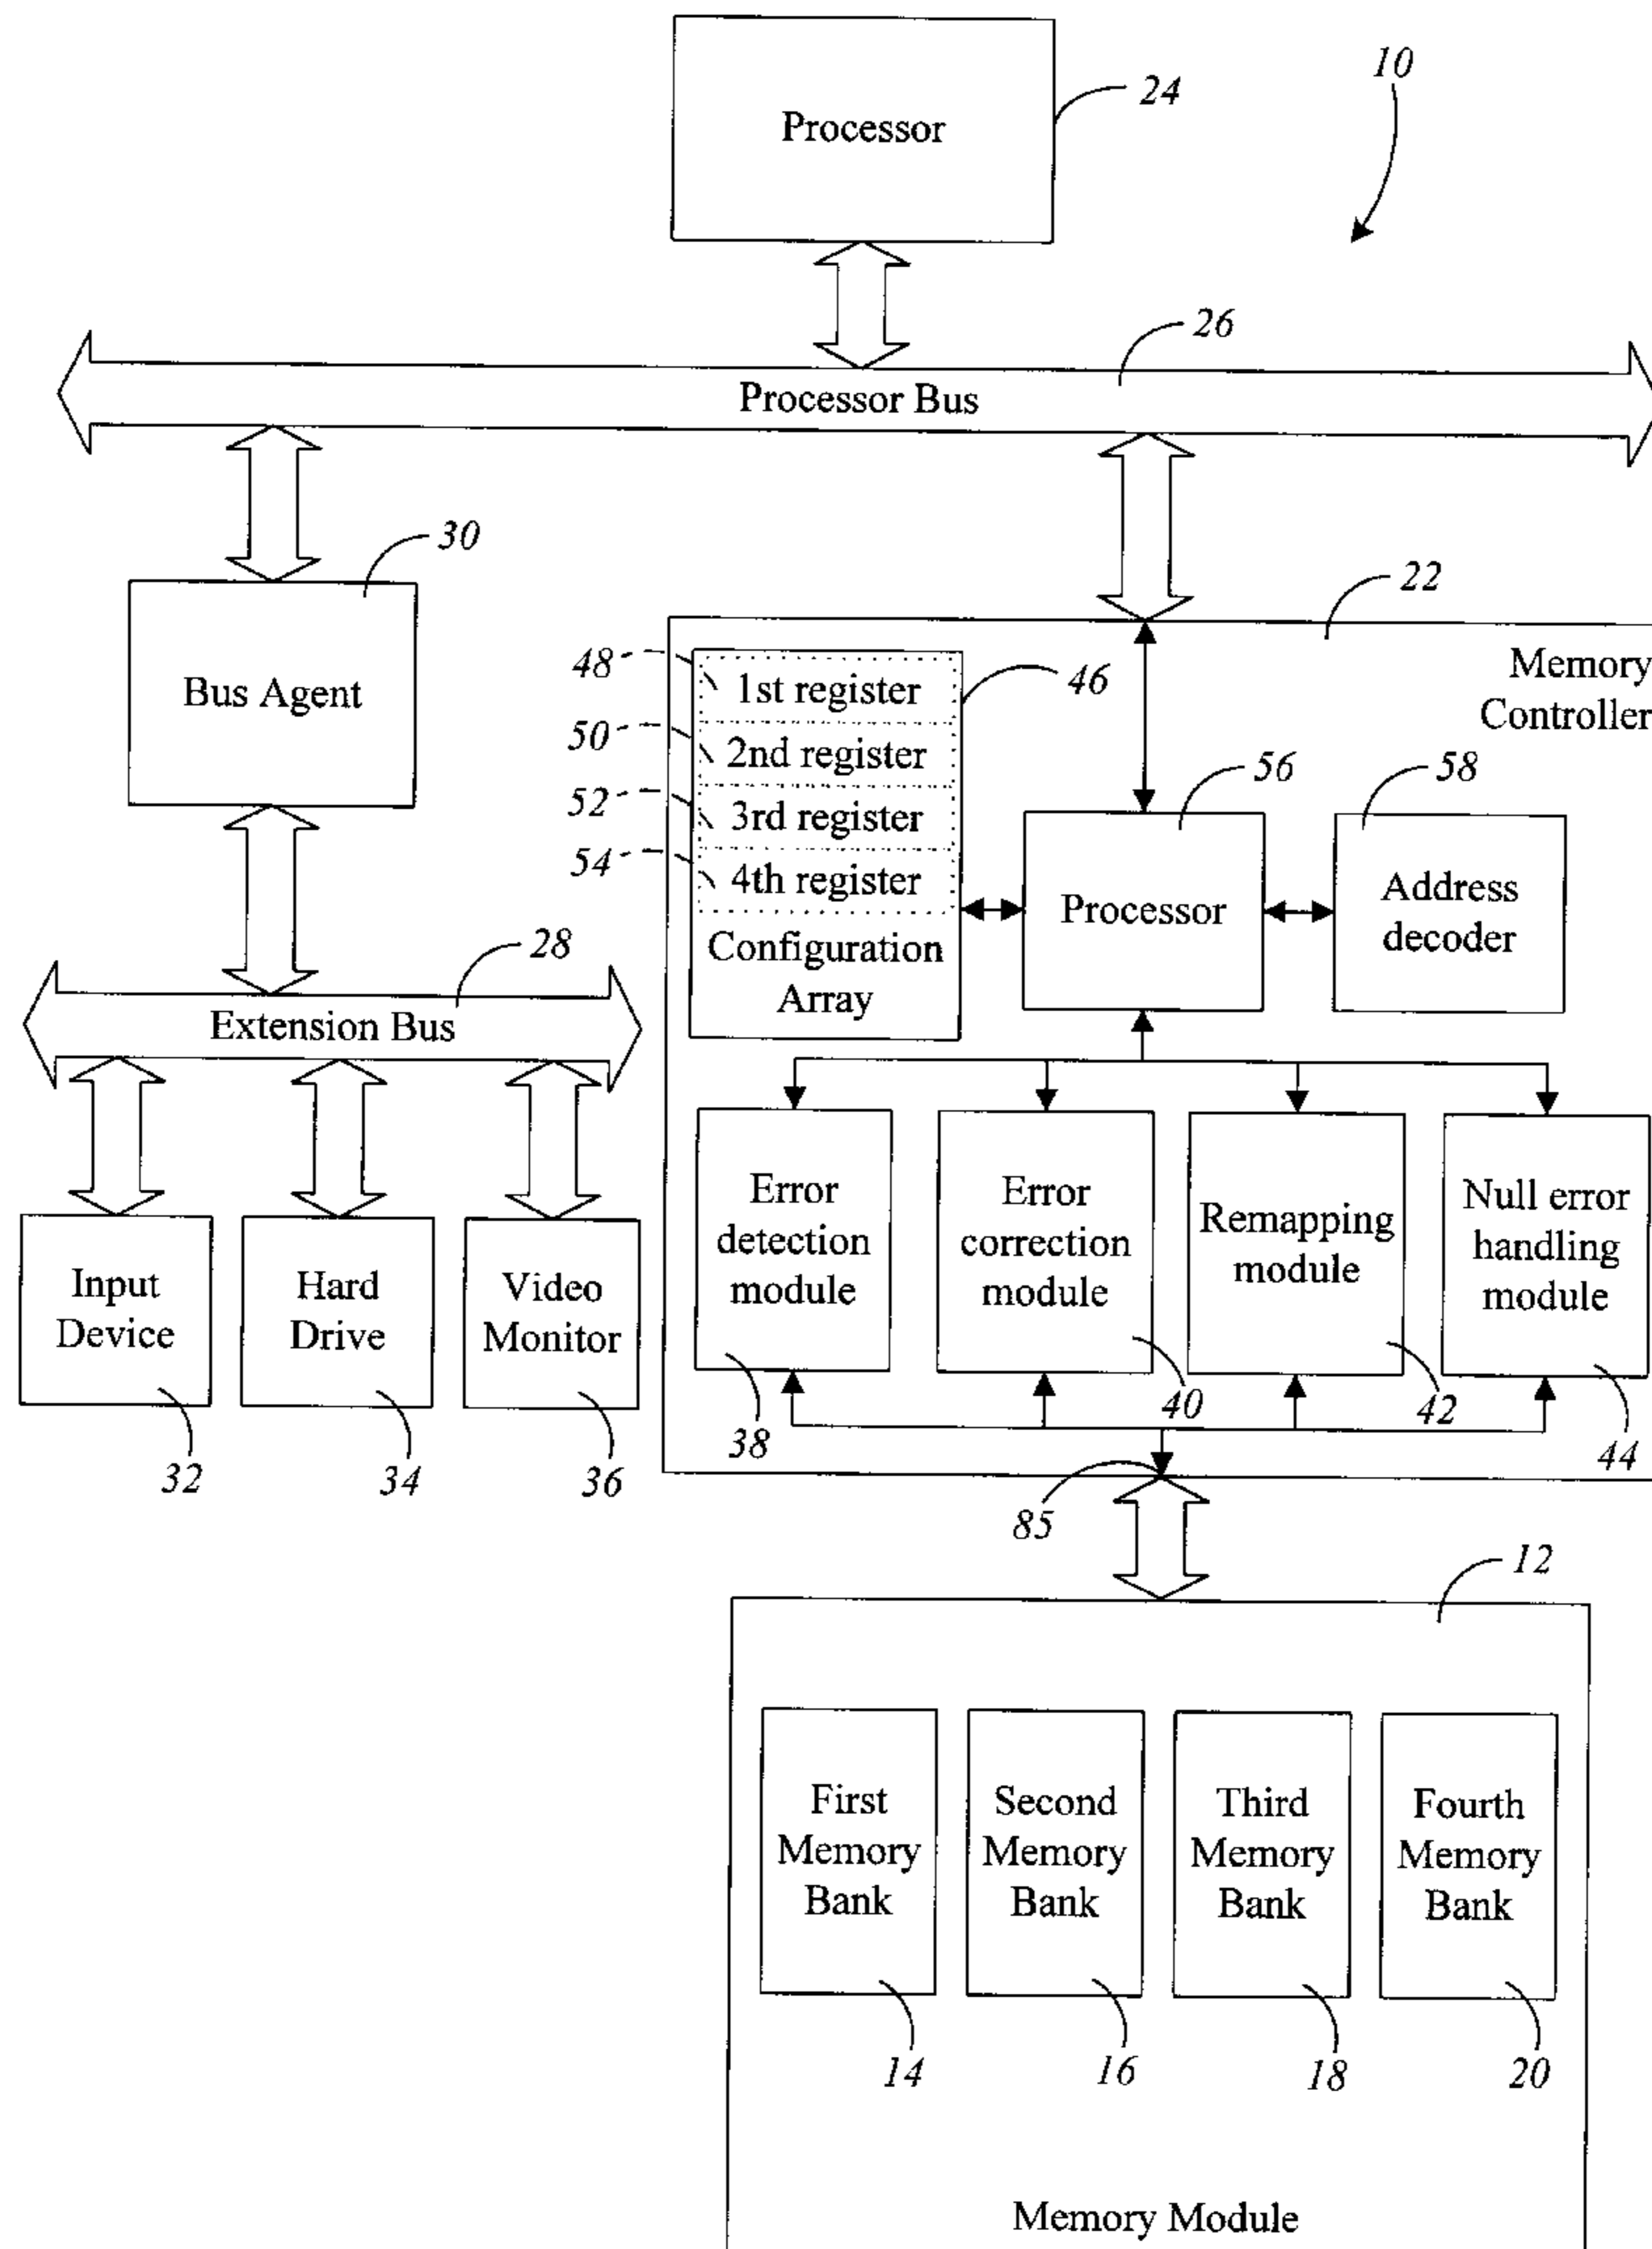 10
24
Processor
26
Processor Bus
30
Bus Agent
22
Memory
Controller
48
1st register
46
50
2nd register
52
3rd register
54
4th register
Configuration
Array
56
Processor
58
Address
decoder
28
Extension Bus
Input
Device
32
Hard
Drive
34
Video
Monitor
36
Error
detection
module
38
Error
correction
module
40
Remapping
module
42
Null error
handling
module
44
85
12
First
Memory
Bank
14
Second
Memory
Bank
16
Third
Memory
Bank
18
Fourth
Memory
Bank
20
Memory Module